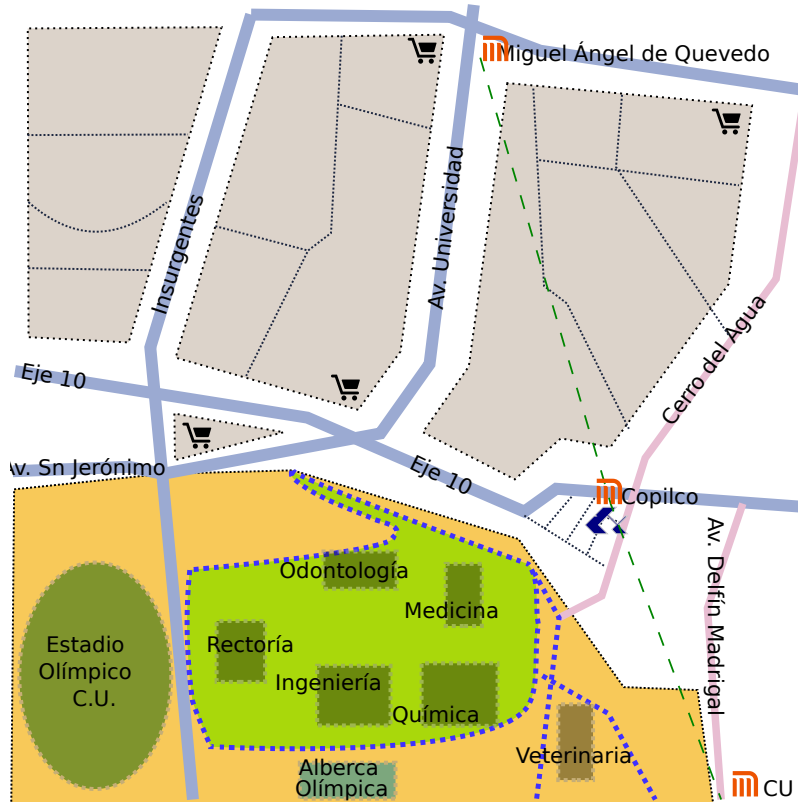 Miguel Ángel de Quevedo
Insurgentes
Av. Universidad
Cerro del Agua
Eje 10
Av. Sn Jerónimo
Eje 10
Copilco
Av. Delfín Madrigal
Odontología
Medicina
Estadio
Olímpico
C.U.
Rectoría
Ingeniería
Química
Veterinaria
Alberca
Olímpica
CU